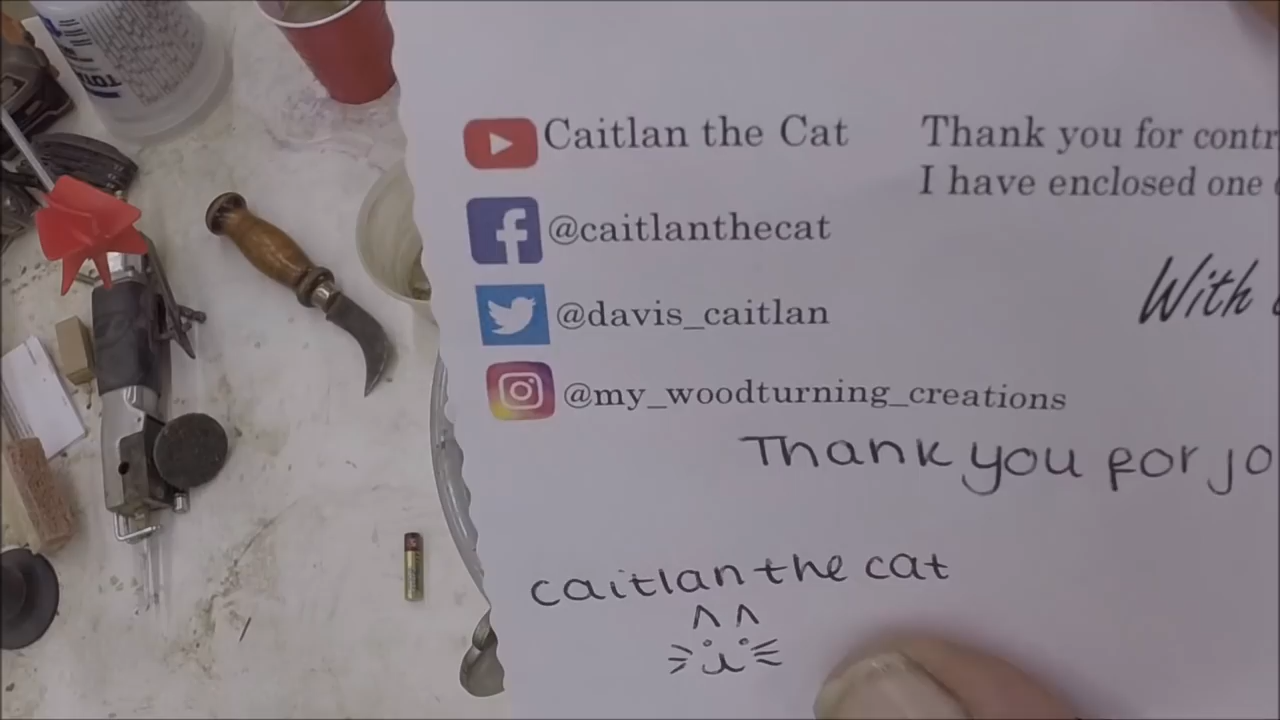 Caitlan the Cat
@caitlanthecat
@davis_caitlan
@my_woodturning_creations
Thank you for contr
I have enclosed one
With
Thank you for jo
caitlan the cat